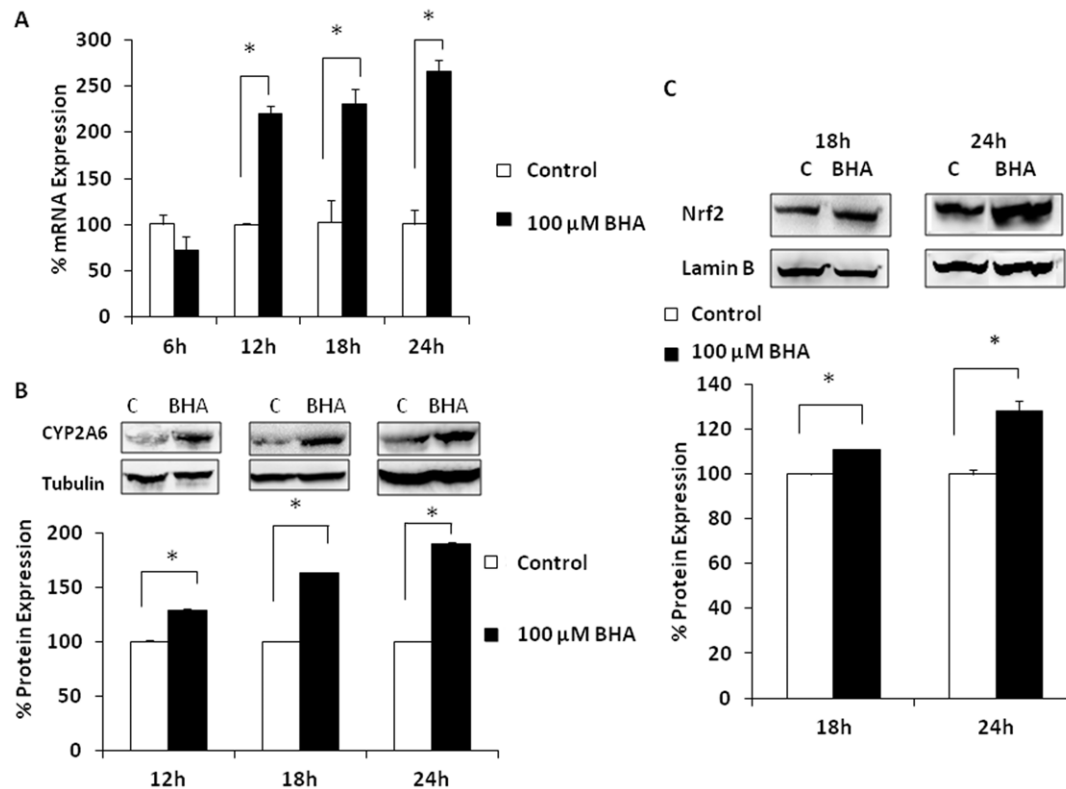 A
*
*
*
300
250
200
150
100
50
0
% mRNA Expression
6h
12h
18h
24h
Control
100 µM BHA
B
C BHA
C BHA
C BHA
CYP2A6
Tubulin
*
*
*
200
150
100
50
0
% Protein Expression
12h
18h
24h
Control
100 µM BHA
C
18h
24h
C BHA
C BHA
Nrf2
Lamin B
Control
100 µM BHA
*
*
140
120
100
80
60
40
20
0
% Protein Expression
18h
24h